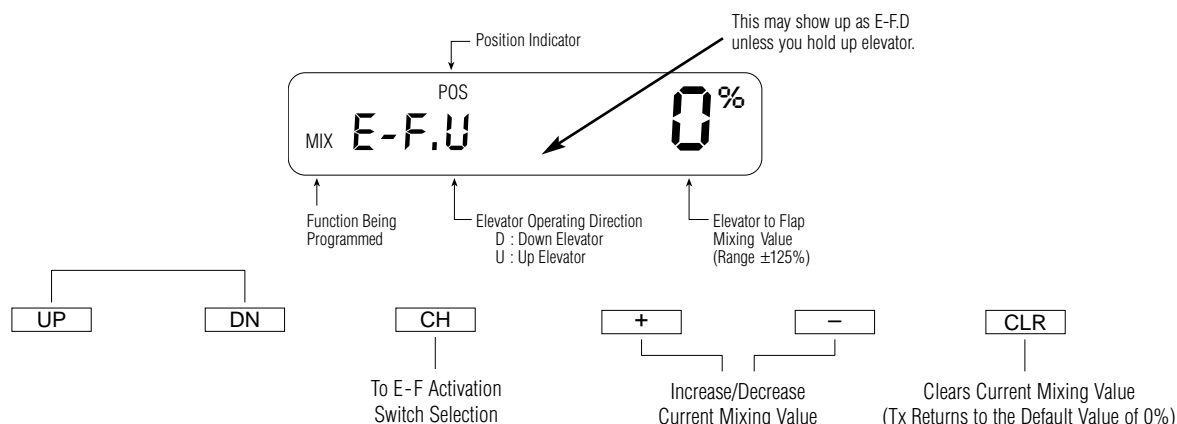 This may show up as E-F.D
unless you hold up elevator.
Position Indicator
POS
MIX E-F.U 0%
Function Being
Programmed
Elevator Operating Direction
D : Down Elevator
U : Up Elevator
Elevator to Flap
Mixing Value
(Range ±125%)
UP DN CH + – CLR
To E-F Activation
Switch Selection
Increase/Decrease
Current Mixing Value
Clears Current Mixing Value
(Tx Returns to the Default Value of 0%)